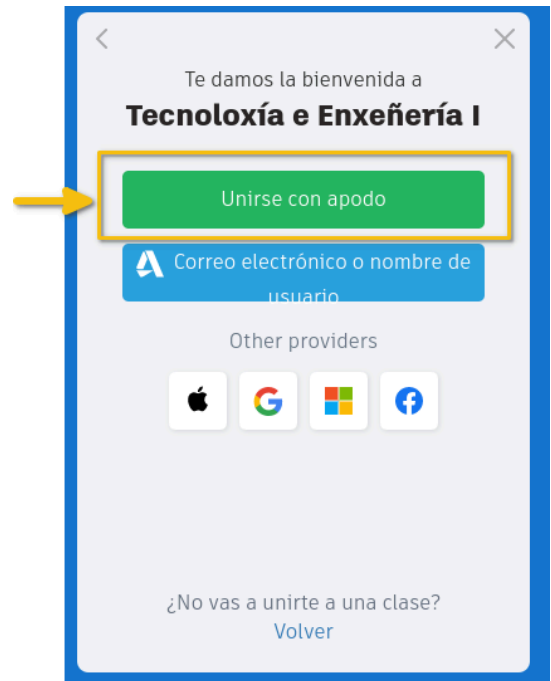 Te damos la bienvenida a
Tecnoloxía e Enxeñería I
Unirse con apodo
Correo electrónico o nombre de
usuario
Other providers
¿No vas a unirte a una clase?
Volver